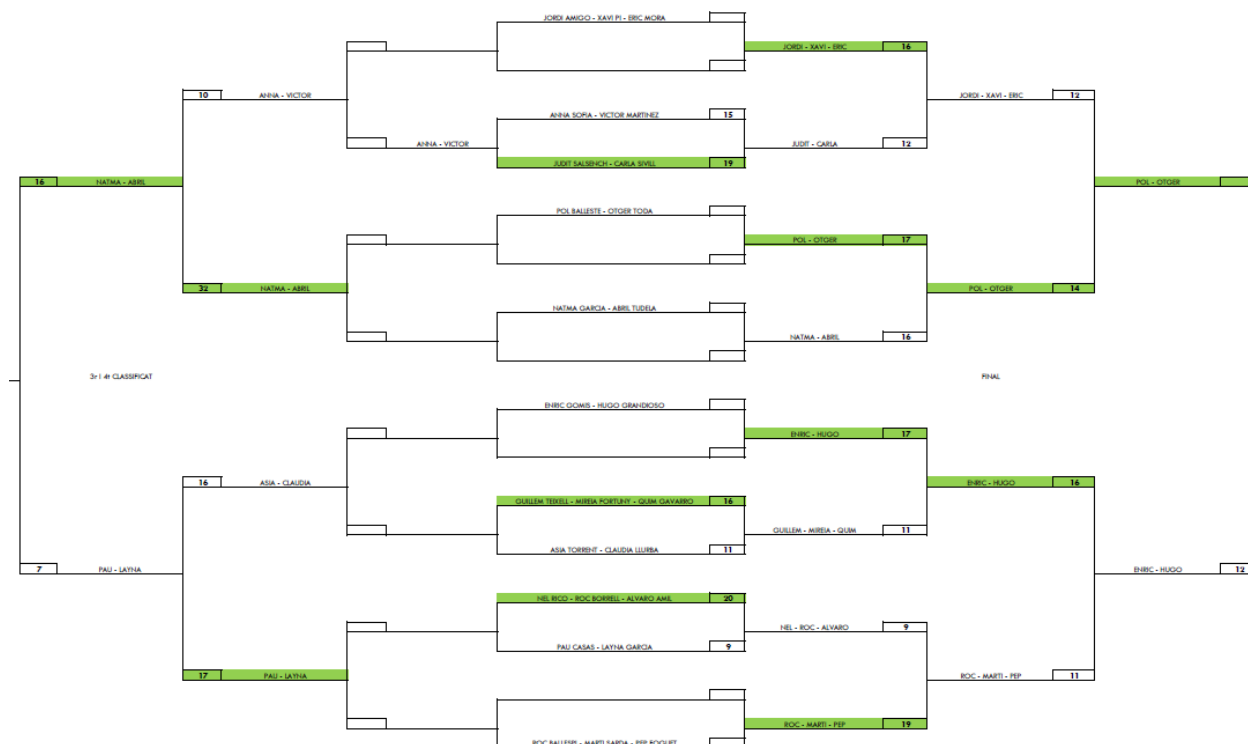 JORDI AMIGO - XAVI PI - ERIC MORA
JORDI - XAVI - ERIC 16
10 ANNA - VICTOR
JORDI - XAVI - ERIC 12
ANNA SOFIA - VICTOR MARTINEZ 15
ANNA - VICTOR
JUDIT - CARLA 12
JUDIT SALSENCH - CARLA SIVILL 19
16 NATMA - ABRIL
POL - OTGER
POL BALLESTE - OTGER TODA
POL - OTGER 17
32 NATMA - ABRIL
POL - OTGER 14
NATMA GARCIA - ABRIL TUDELA
NATMA - ABRIL 16
3r I 4t CLASSIFICAT
FINAL
ENRIC GOMIS - HUGO GRANDIOSO
ENRIC - HUGO 17
16 ASIA - CLAUDIA
ENRIC - HUGO 16
GUILLEM TEIXELL - MIREIA FORTUNY - QUIM GAVARRO 16
GUILLEM - MIREIA - QUIM 11
ASIA TORRENT - CLAUDIA LLURBA 11
7 PAU - LAYNA
ENRIC - HUGO 12
NEL RICO - ROC BORRELL - ALVARO AMIL 20
NEL - ROC - ALVARO 9
PAU CASAS - LAYNA GARCIA 9
17 PAU - LAYNA
ROC - MARTI - PEP 11
ROC - MARTI - PEP 19
ROC BALLESPI - MARTI SARDA - PEP FOGUET